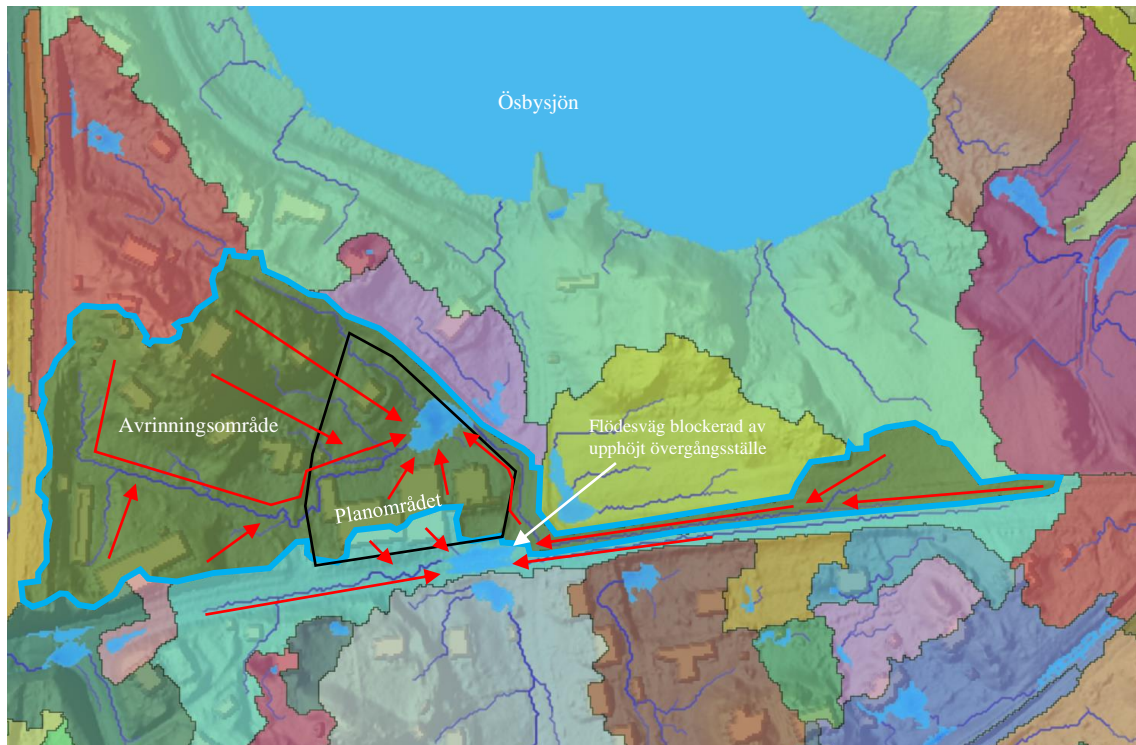 Ösbysjön
Avrinningsområde
Flödesväg blockerad av
upphöjt övergångsställe
Planområdet